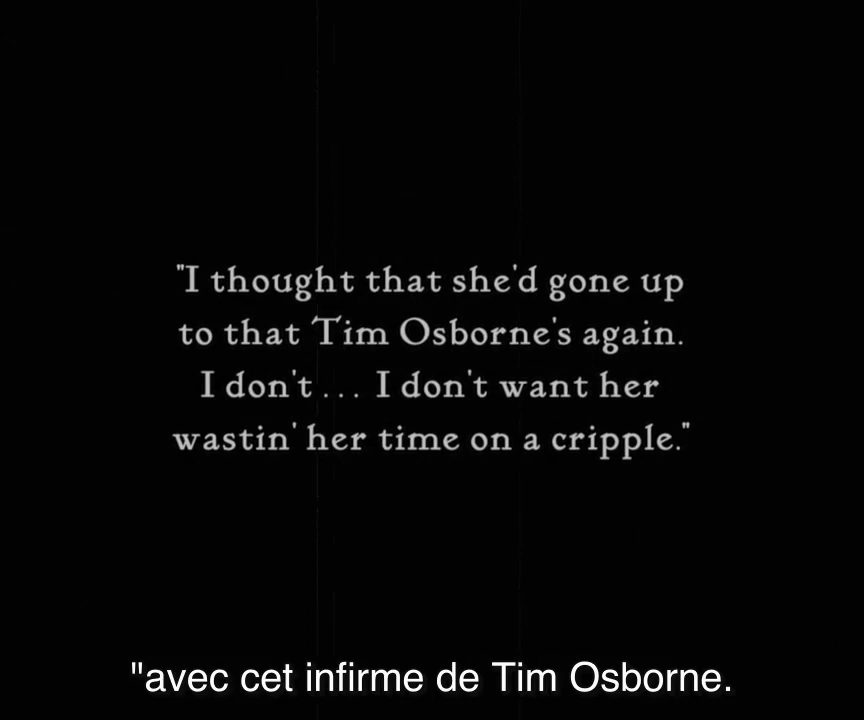 "I thought that she'd gone up
to that Tim Osborne's again.
I don't... I don't want her
wastin' her time on a cripple."
"avec cet infirme de Tim Osborne.